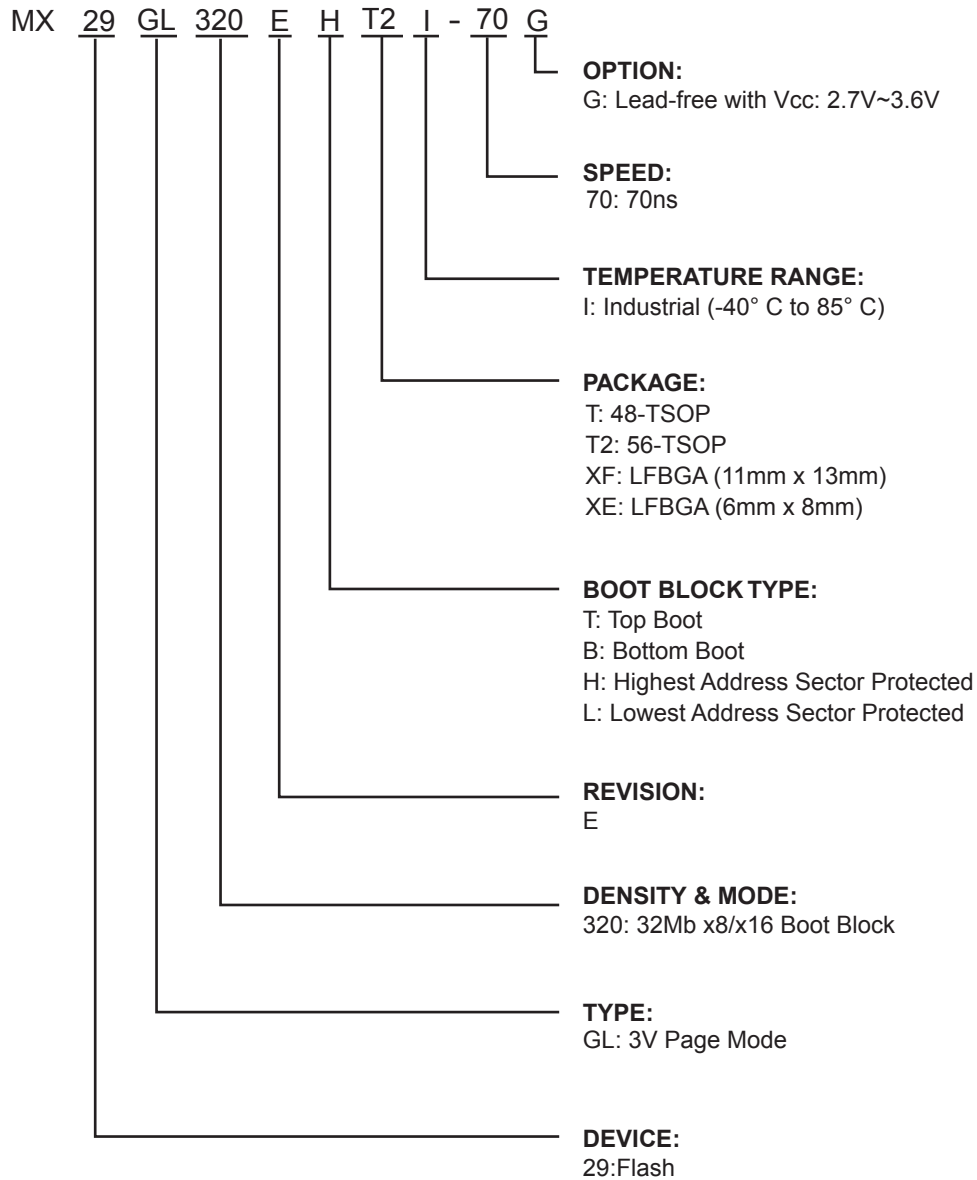 MX 29 GL 320 E H T2 I - 70 G
OPTION:
G: Lead-free with Vcc: 2.7V~3.6V
SPEED:
70: 70ns
TEMPERATURE RANGE:
I: Industrial (-40° C to 85° C)
PACKAGE:
T: 48-TSOP
T2: 56-TSOP
XF: LFBGA (11mm x 13mm)
XE: LFBGA (6mm x 8mm)
BOOT BLOCK TYPE:
T: Top Boot
B: Bottom Boot
H: Highest Address Sector Protected
L: Lowest Address Sector Protected
REVISION:
E
DENSITY & MODE:
320: 32Mb x8/x16 Boot Block
TYPE:
GL: 3V Page Mode
DEVICE:
29:Flash